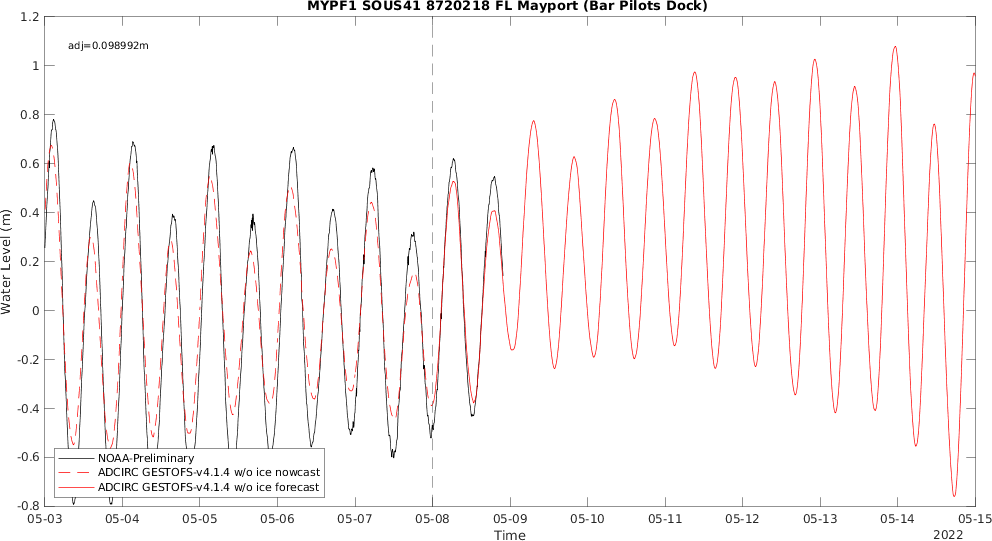 MYPF1 SOUS41 8720218 FL Mayport (Bar Pilots Dock)
adj=0.098992m
1.2
1
0.8
0.6
0.4
0.2
0
-0.2
-0.4
-0.6
-0.8
Water Level (m)
NOAA-Preliminary
ADCIRC GESTOFS-v4.1.4 w/o ice nowcast
ADCIRC GESTOFS-v4.1.4 w/o ice forecast
05-03 05-04 05-05 05-06 05-07 05-08 05-09 05-10 05-11 05-12 05-13 05-14 05-15
Time
2022